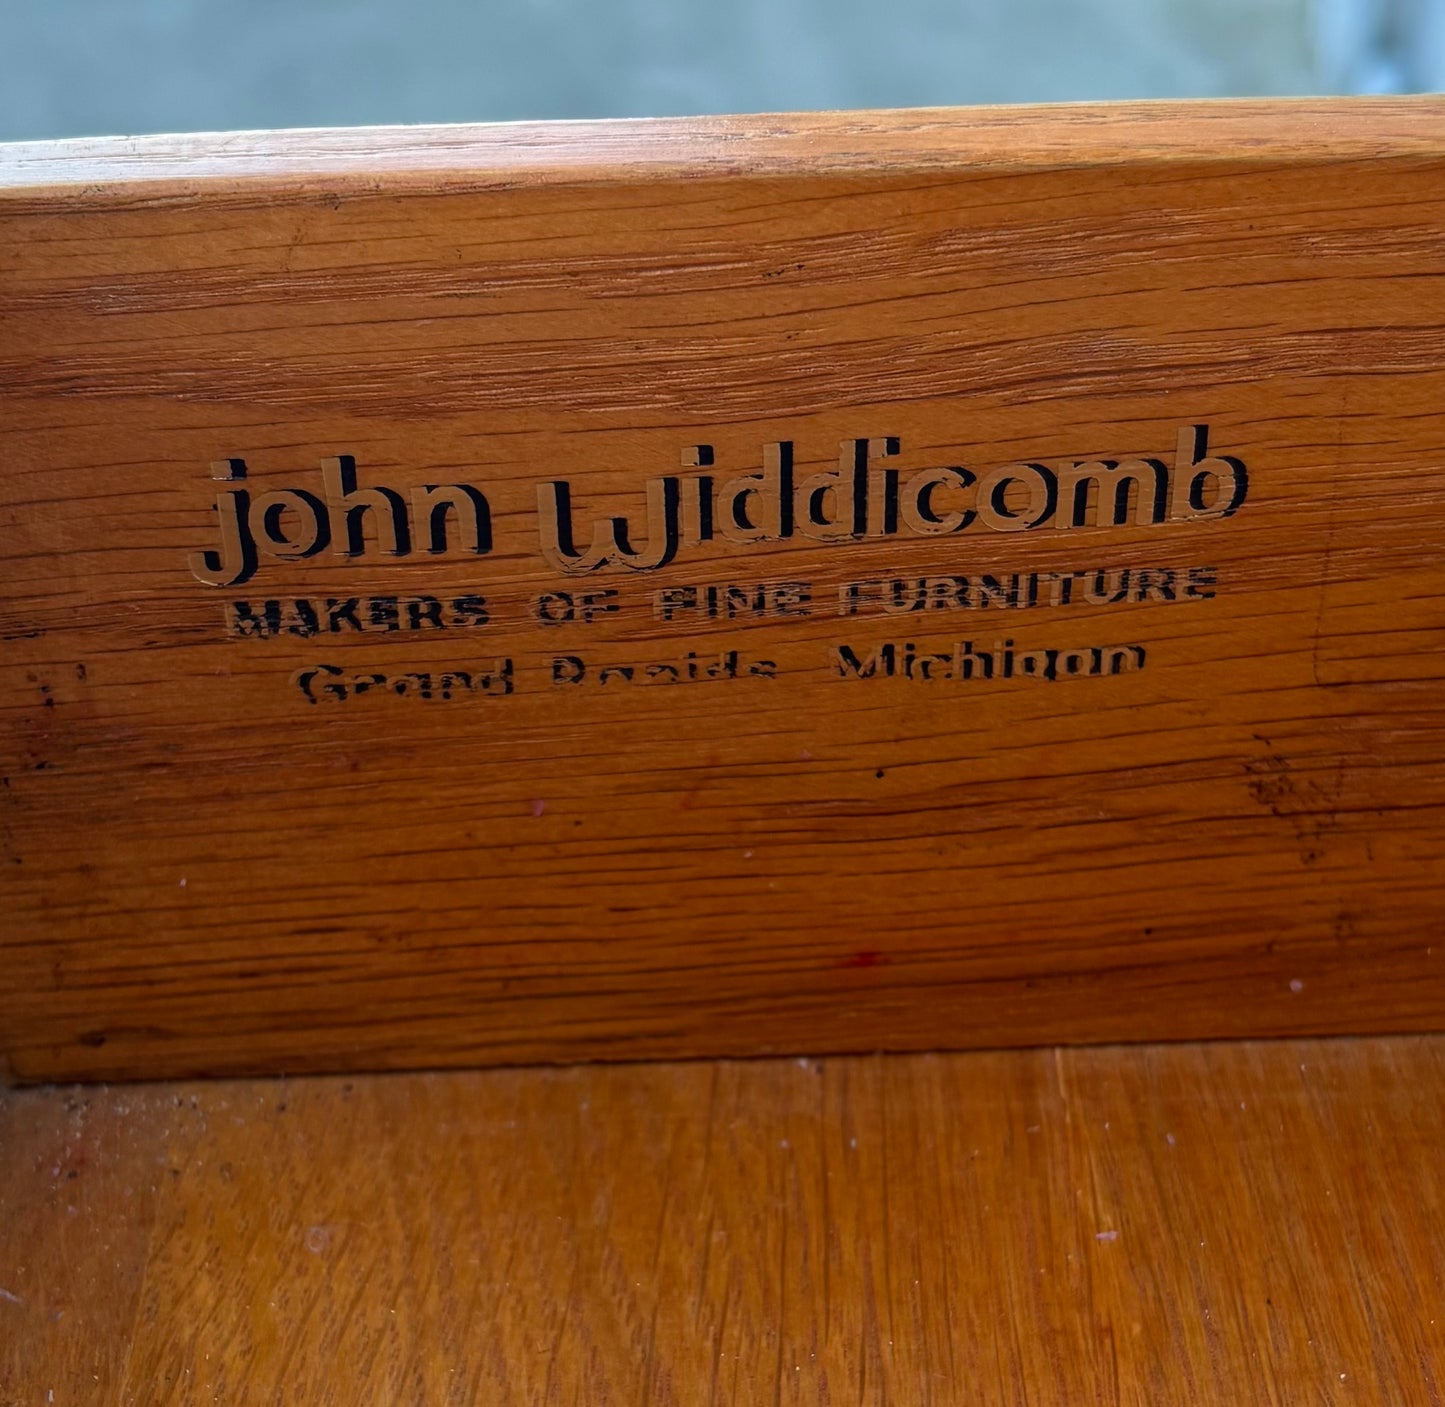 john widdicomb
MAKERS OF FINE FURNITURE
Grand Rapids Michigan